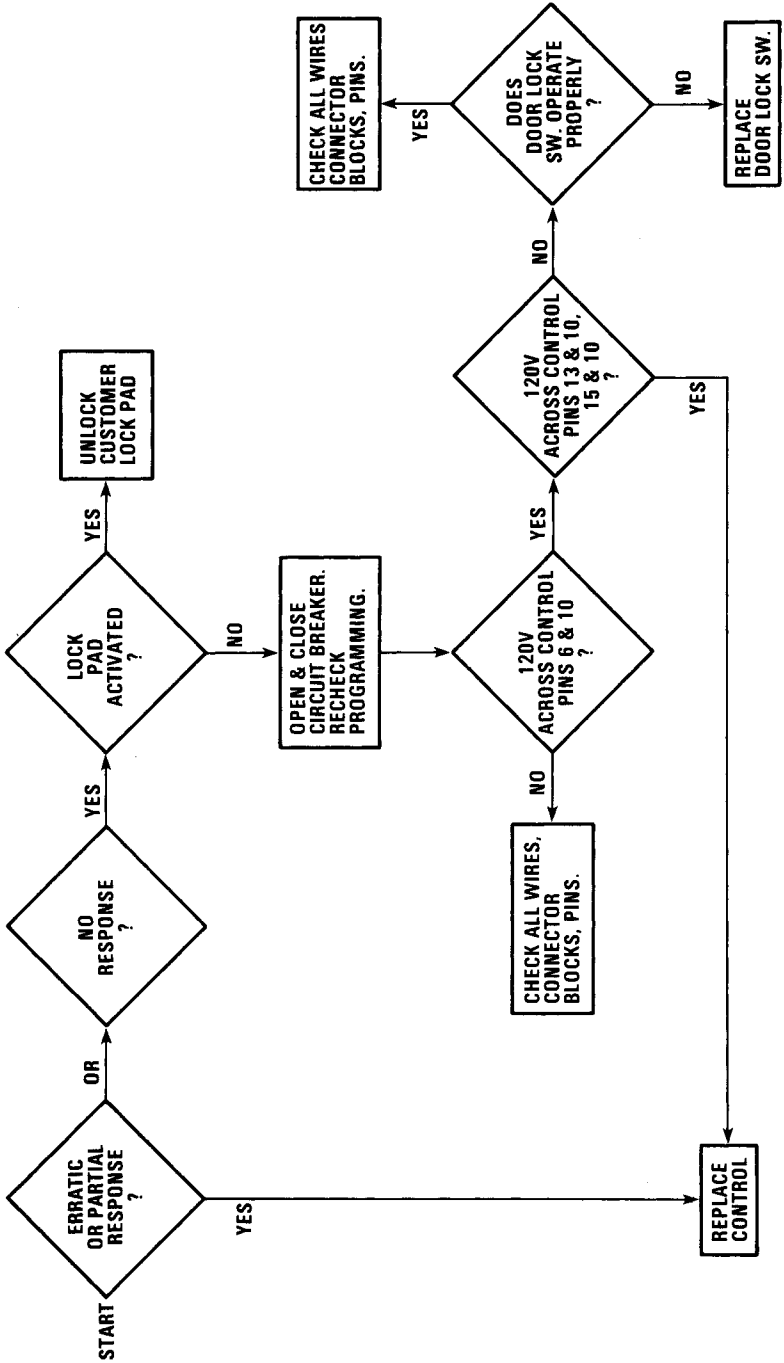 START
ERRATIC
OR PARTIAL
RESPONSE
?
OR
YES
NO
RESPONSE
?
YES
LOCK
PAD
ACTIVATED
?
YES
UNLOCK
CUSTOMER
LOCK PAD
NO
OPEN & CLOSE
CIRCUIT BREAKER.
RECHECK
PROGRAMMING.
120V
ACROSS CONTROL
PINS 6 & 10
?
NO
CHECK ALL WIRES,
CONNECTOR
BLOCKS, PINS.
YES
120V
ACROSS CONTROL
PINS 13 & 10,
15 & 10
?
NO
DOES
DOOR LOCK
SW. OPERATE
PROPERLY
?
YES
CHECK ALL WIRES
CONNECTOR
BLOCKS, PINS.
NO
REPLACE
DOOR LOCK SW.
YES
REPLACE
CONTROL